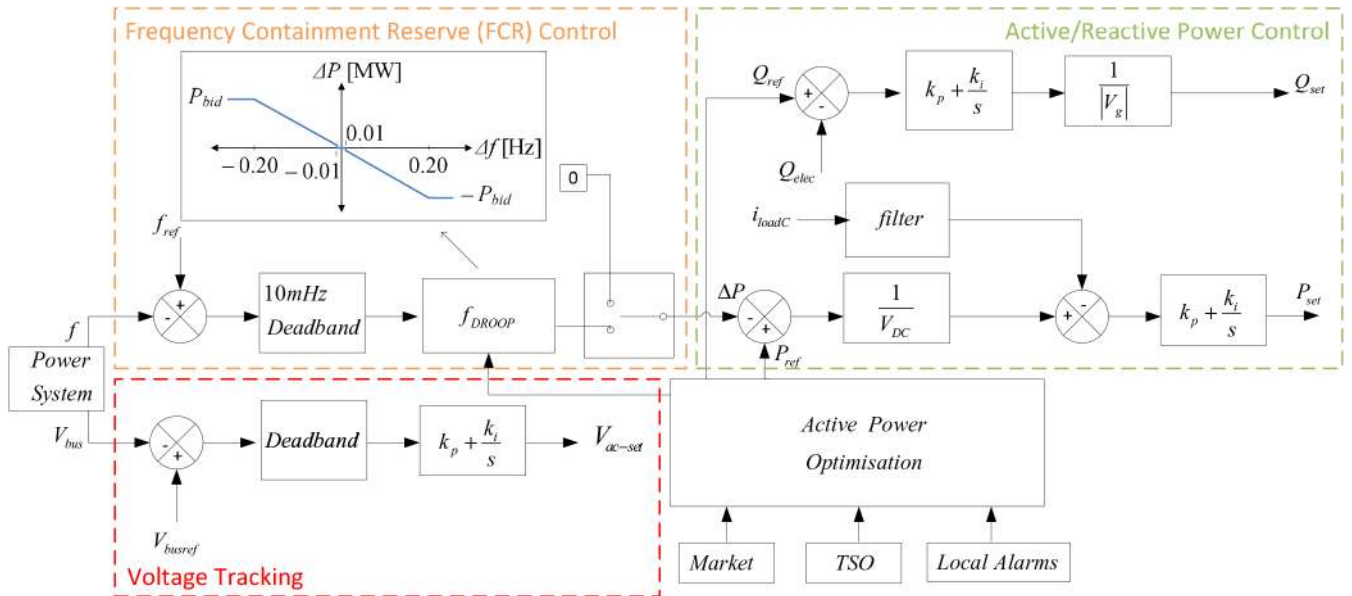 Frequency Containment Reserve (FCR) Control
ΔP [MW]
P_bid
0.01
Δf [Hz]
−0.20
−0.01
0.20
−P_bid
0
f_ref
+
-
10mHz
Deadband
f_DROOP
f
Power
System
V_bus
-
+
Deadband
k_p + k_i/s
V_ac−set
V_busref
Voltage Tracking
Active/Reactive Power Control
Q_ref
+
-
k_p + k_i/s
1/|V_g|
Q_set
Q_elec
i_loadC
filter
ΔP
-
+
1/V_DC
-
+
k_p + k_i/s
P_set
P_ref
Active Power
Optimisation
Market
TSO
Local Alarms